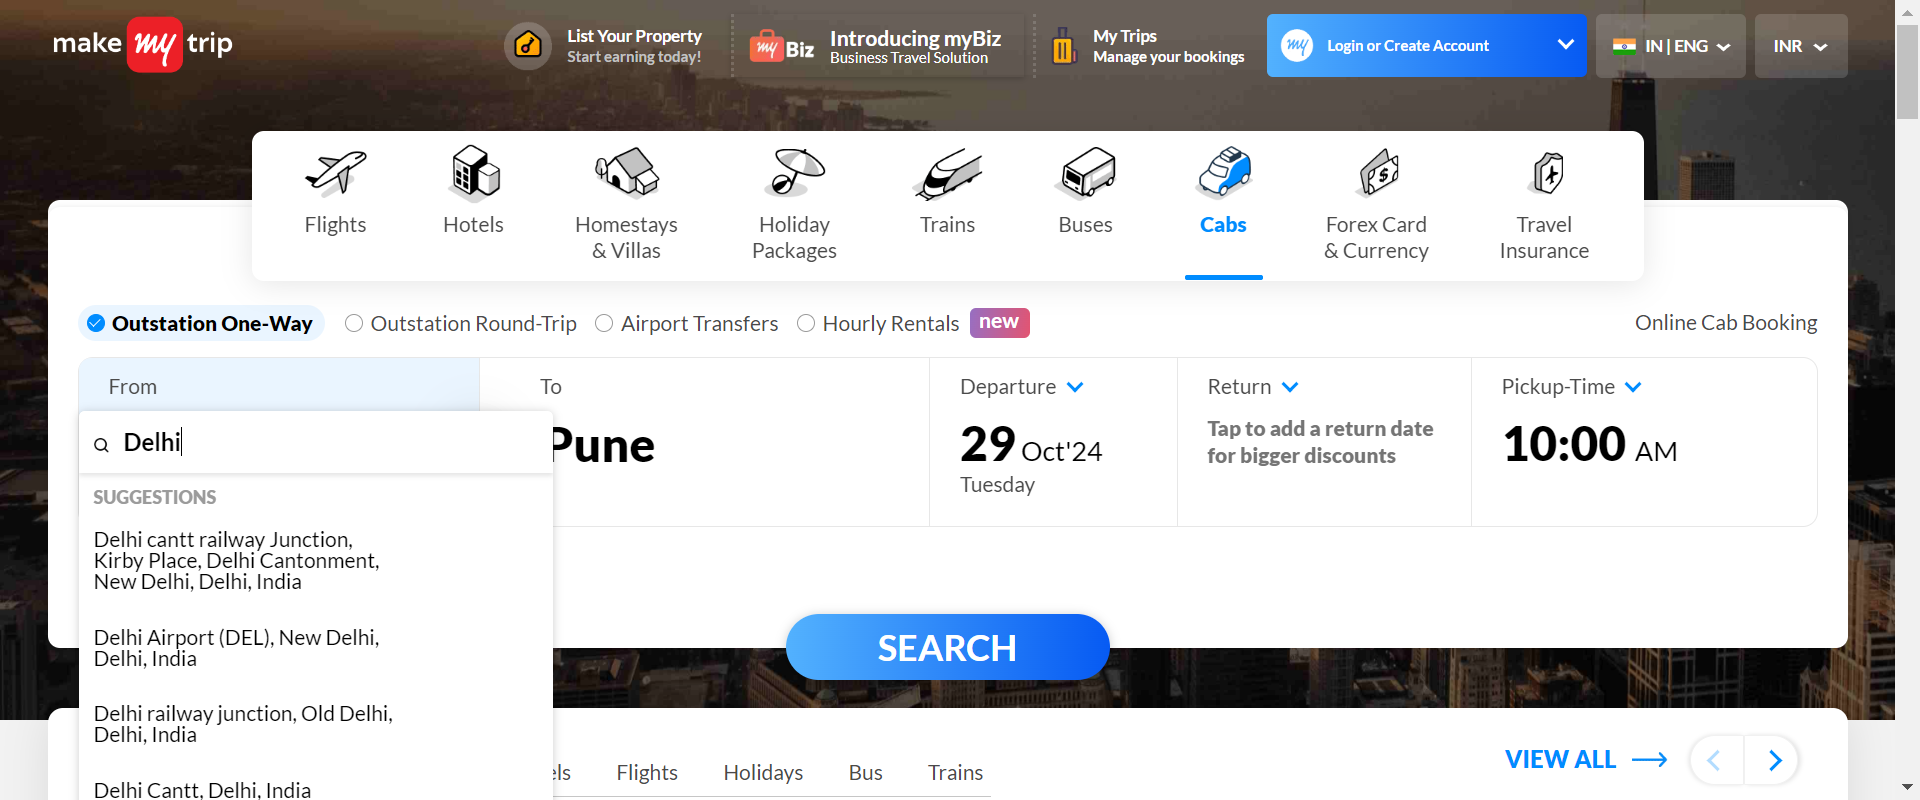 make my trip
List Your Property
Start earning today!
my Biz
Introducing myBiz
Business Travel Solution
My Trips
Manage your bookings
my
Login or Create Account
IN | ENG
INR
Flights
Hotels
Homestays
& Villas
Holiday
Packages
Trains
Buses
Cabs
Forex Card
& Currency
Travel
Insurance
Outstation One-Way
Outstation Round-Trip
Airport Transfers
Hourly Rentals
new
Online Cab Booking
From
To
Departure
Return
Pickup-Time
Delhi
Pune
29 Oct'24
Tuesday
Tap to add a return date
for bigger discounts
10:00 AM
SUGGESTIONS
Delhi cantt railway Junction,
Kirby Place, Delhi Cantonment,
New Delhi, Delhi, India
Delhi Airport (DEL), New Delhi,
Delhi, India
Delhi railway junction, Old Delhi,
Delhi, India
Delhi Cantt, Delhi, India
SEARCH
els
Flights
Holidays
Bus
Trains
VIEW ALL